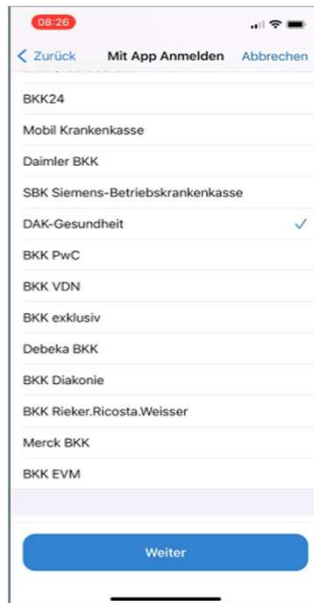 08:26
Zurück Mit App Anmelden Abbrechen
BKK24
Mobil Krankenkasse
Daimler BKK
SBK Siemens-Betriebskrankenkasse
DAK-Gesundheit
BKK PwC
BKK VDN
BKK exklusiv
Debeka BKK
BKK Diakonie
BKK Rieker.Ricosta.Weisser
Merck BKK
BKK EVM
Weiter